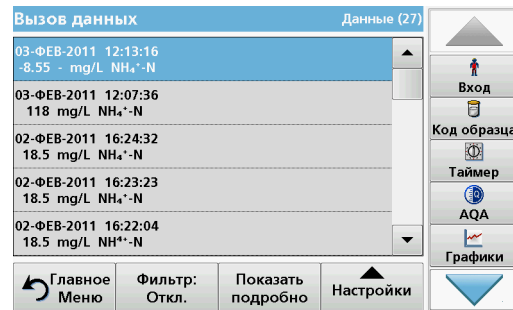 Вызов данных
Данные (27)
03-ФЕВ-2011 12:13:16
-8.55 - mg/L NH₄⁺-N
03-ФЕВ-2011 12:07:36
118 mg/L NH₄⁺-N
02-ФЕВ-2011 16:24:32
18.5 mg/L NH₄⁺-N
02-ФЕВ-2011 16:23:23
18.5 mg/L NH₄⁺-N
02-ФЕВ-2011 16:22:04
18.5 mg/L NH⁴⁺-N
Вход
Код образца
Таймер
AQA
Графики
Главное
Меню
Фильтр:
Откл.
Показать
подробно
Настройки